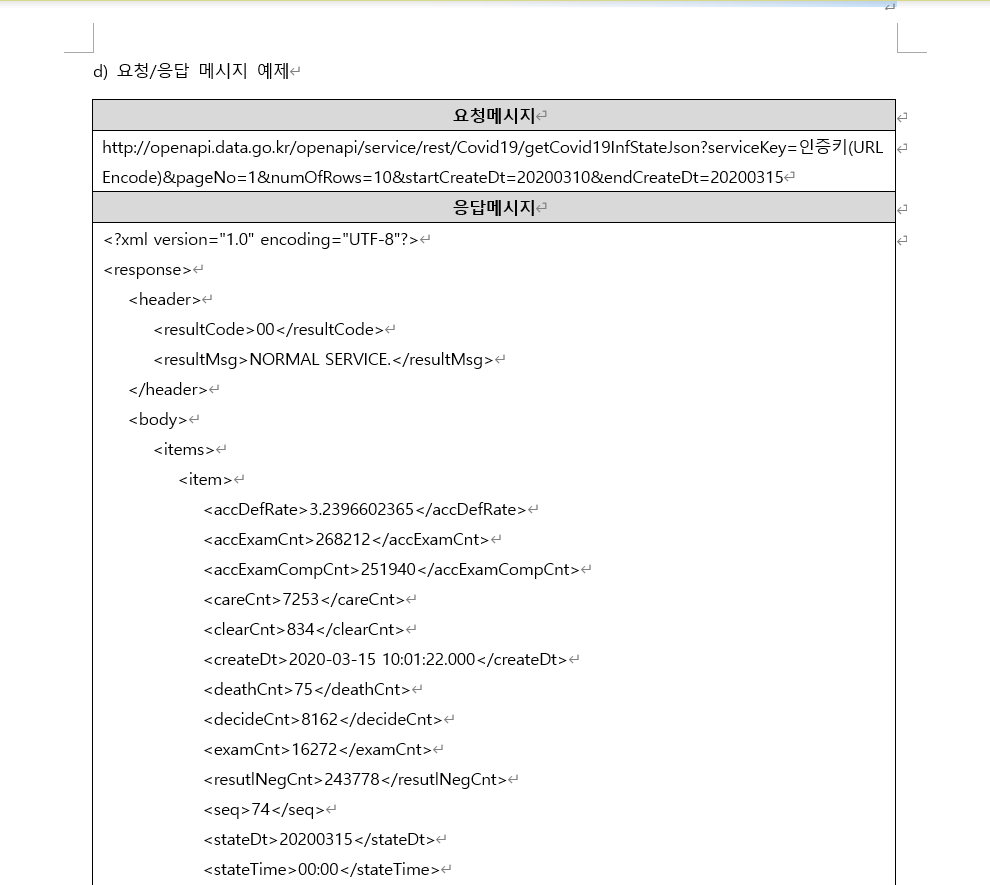 d) 요청/응답 메시지 예제
요청메시지
http://openapi.data.go.kr/openapi/service/rest/Covid19/getCovid19InfStateJson?serviceKey=인증키(URL
Encode)&pageNo=1&numOfRows=10&startCreateDt=20200310&endCreateDt=20200315
응답메시지
<?xml version="1.0" encoding="UTF-8"?>
<response>
<header>
<resultCode>00</resultCode>
<resultMsg>NORMAL SERVICE.</resultMsg>
</header>
<body>
<items>
<item>
<accDefRate>3.2396602365</accDefRate>
<accExamCnt>268212</accExamCnt>
<accExamCompCnt>251940</accExamCompCnt>
<careCnt>7253</careCnt>
<clearCnt>834</clearCnt>
<createDt>2020-03-15 10:01:22.000</createDt>
<deathCnt>75</deathCnt>
<decideCnt>8162</decideCnt>
<examCnt>16272</examCnt>
<resutlNegCnt>243778</resutlNegCnt>
<seq>74</seq>
<stateDt>20200315</stateDt>
<stateTime>00:00</stateTime>